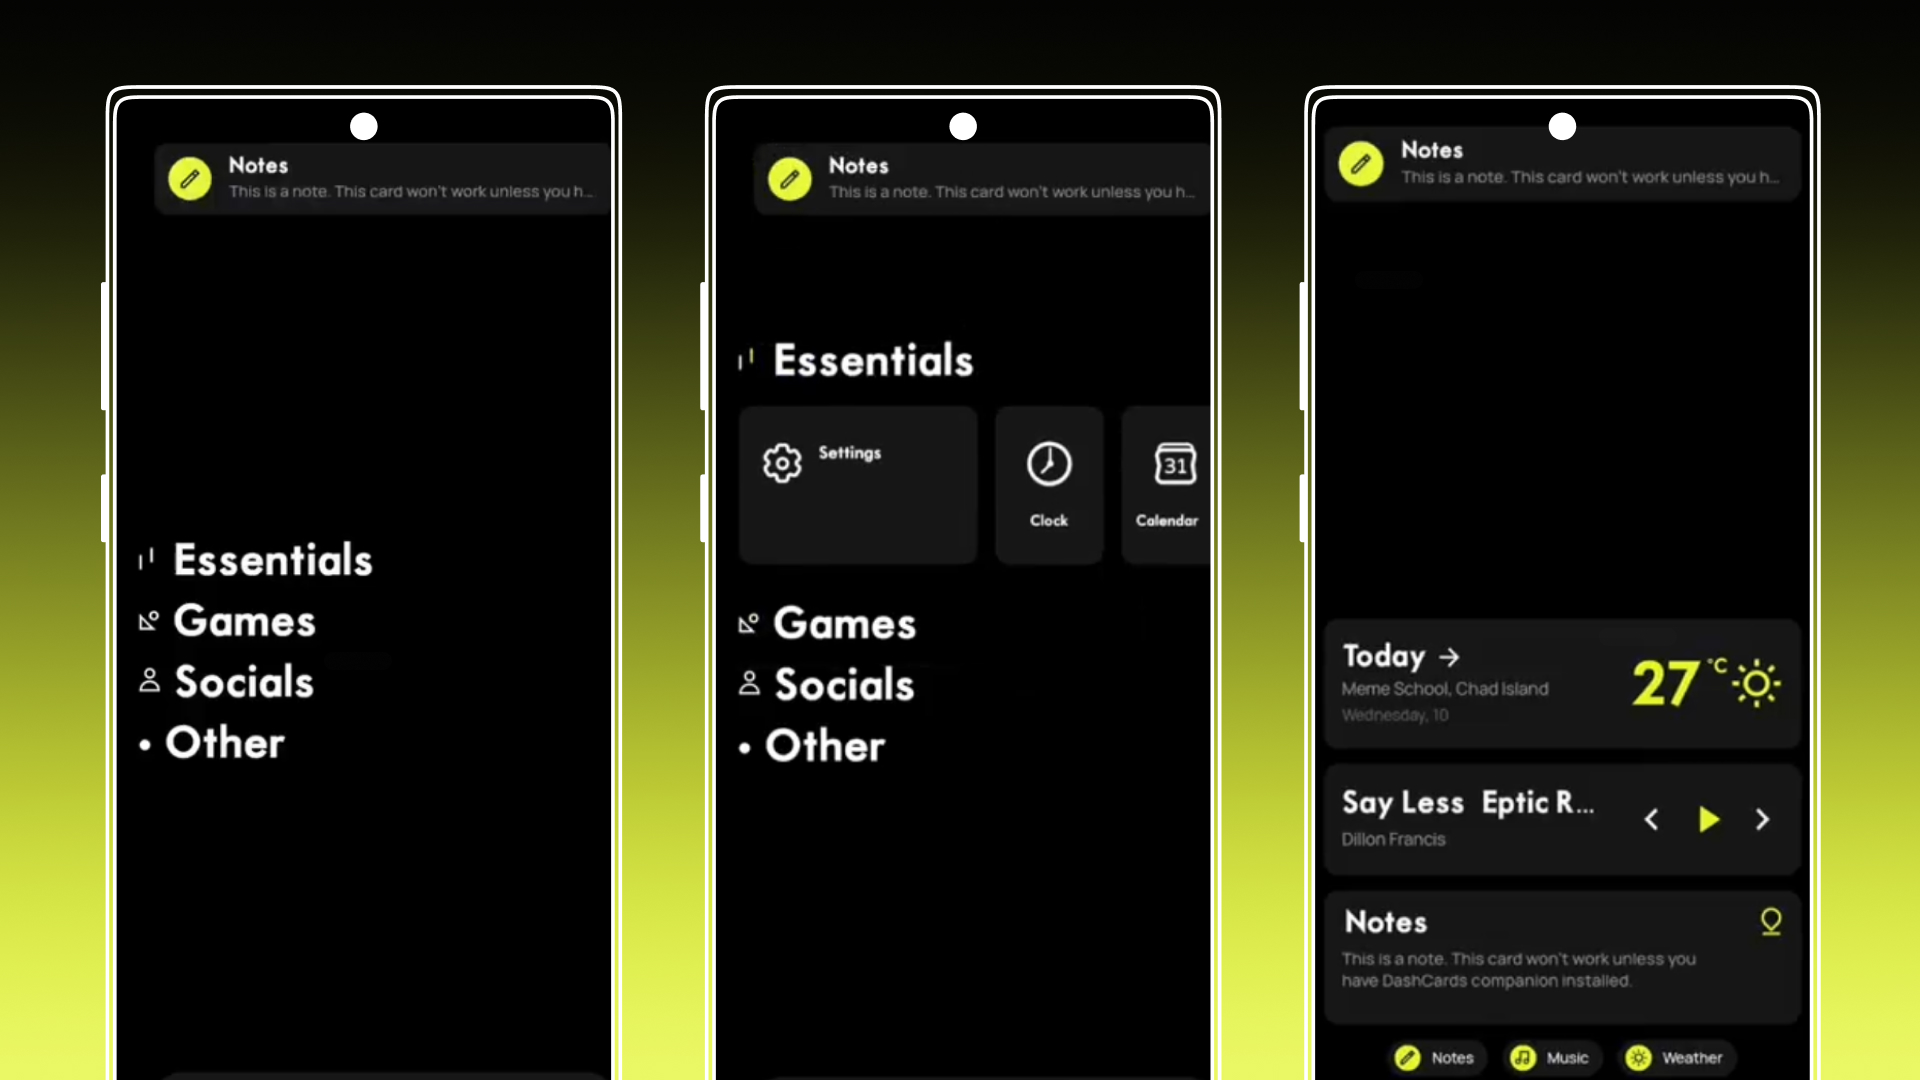 Notes
This is a note. This card won't work unless you h...
Essentials
Games
Socials
Other
Notes
This is a note. This card won't work unless you h...
Essentials
Settings
Clock
31
Calendar
Games
Socials
Other
Notes
This is a note. This card won't work unless you h...
Today →
27 °C
Meme School, Chad Island
Wednesday, 10
Say Less Eptic R...
Dillon Francis
Notes
This is a note. This card won't work unless you
have DashCards companion installed.
Notes Music Weather